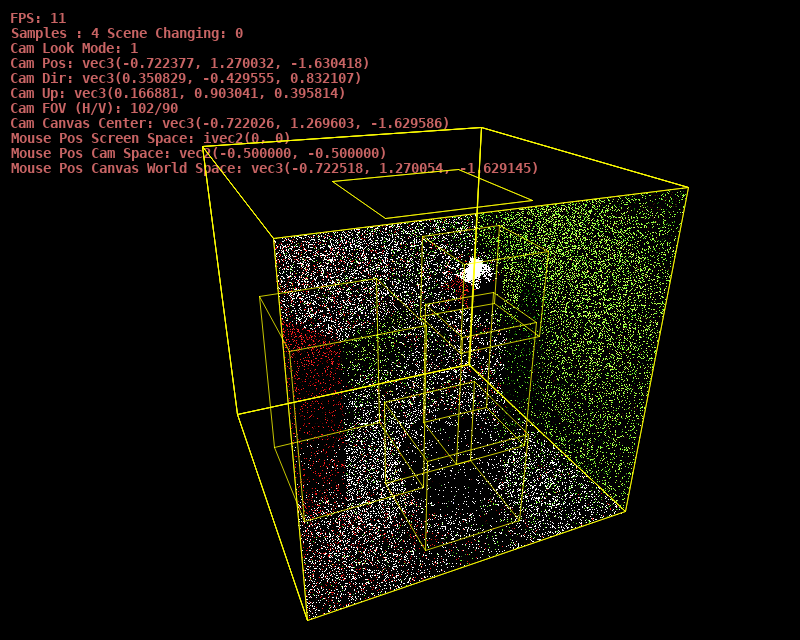 FPS: 11
Samples : 4 Scene Changing: 0
Cam Look Mode: 1
Cam Pos: vec3(-0.722377, 1.270032, -1.630418)
Cam Dir: vec3(0.350829, -0.429555, 0.832107)
Cam Up: vec3(0.166881, 0.903041, 0.395814)
Cam FOV (H/V): 102/90
Cam Canvas Center: vec3(-0.722026, 1.269603, -1.629586)
Mouse Pos Screen Space: ivec2(0, 0)
Mouse Pos Cam Space: vec2(-0.500000, -0.500000)
Mouse Pos Canvas World Space: vec3(-0.722518, 1.270054, -1.629145)